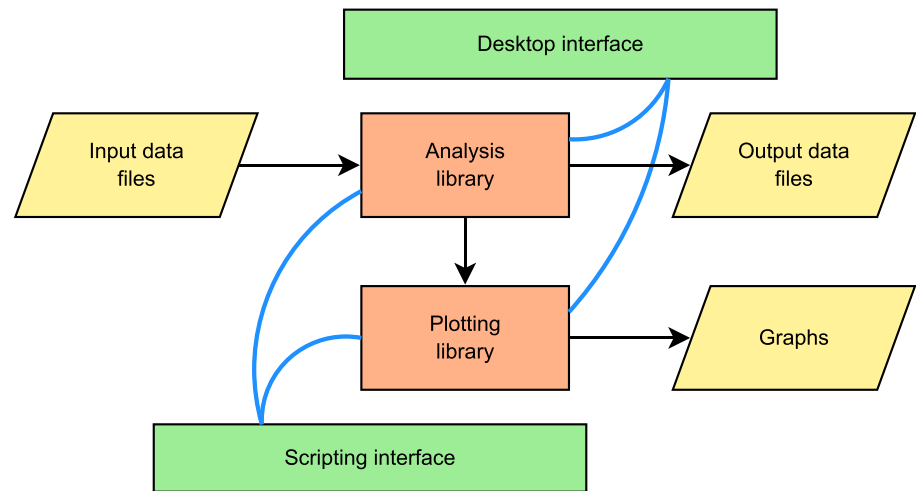 Desktop interface
Input data
files
Analysis
library
Output data
files
Plotting
library
Graphs
Scripting interface